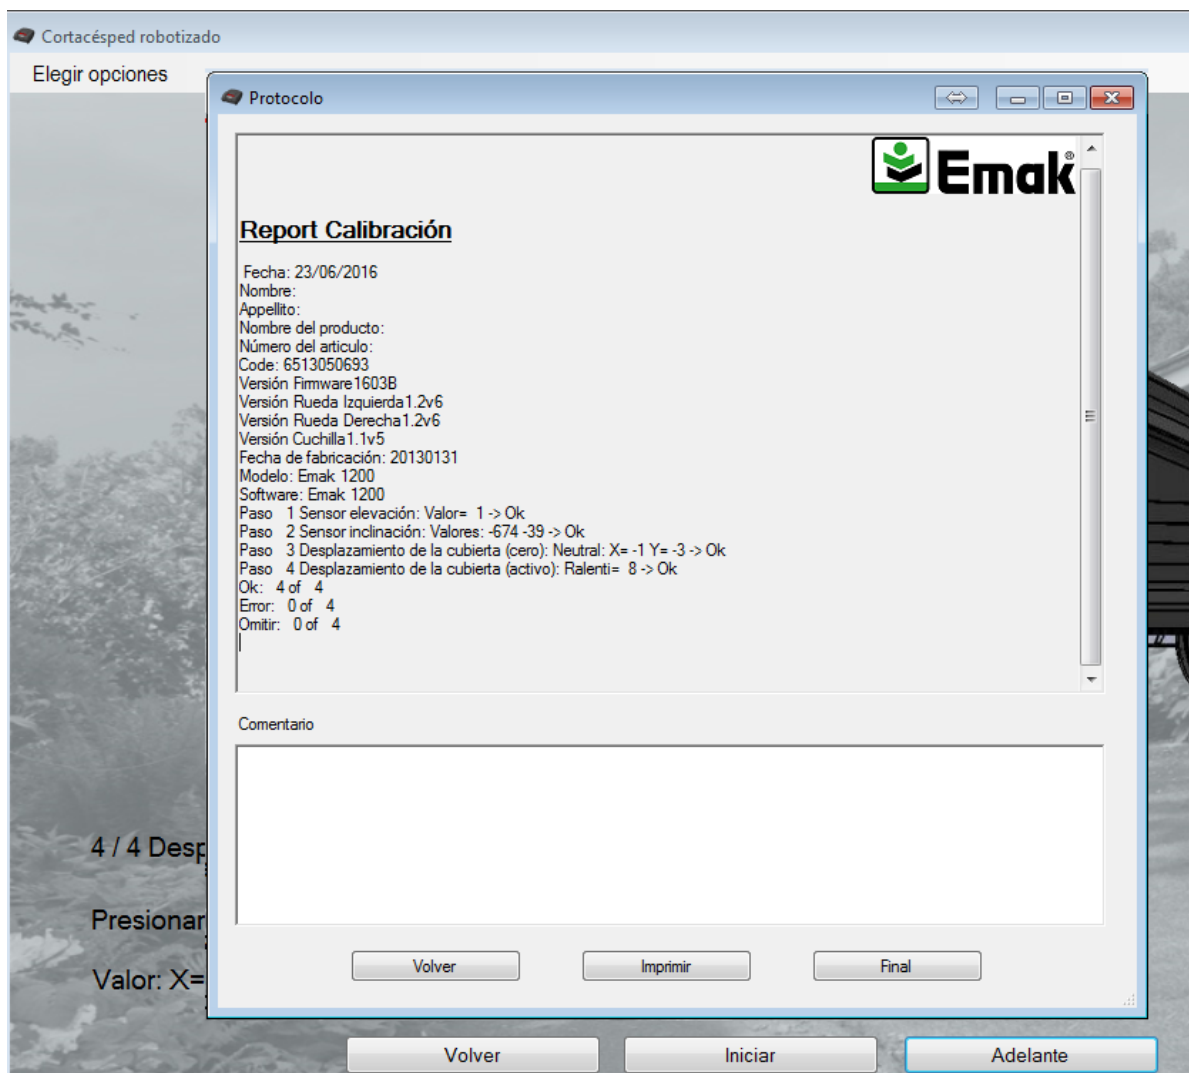 Cortacésped robotizado
Elegir opciones
Protocolo
Emak®
Report Calibración
Fecha: 23/06/2016
Nombre:
Appellito:
Nombre del producto:
Número del articulo:
Code: 6513050693
Versión Firmware1603B
Versión Rueda Izquierda1.2v6
Versión Rueda Derecha1.2v6
Versión Cuchilla1.1v5
Fecha de fabricación: 20130131
Modelo: Emak 1200
Software: Emak 1200
Paso 1 Sensor elevación: Valor= 1 -> Ok
Paso 2 Sensor inclinación: Valores: -674 -39 -> Ok
Paso 3 Desplazamiento de la cubierta (cero): Neutral: X= -1 Y= -3 -> Ok
Paso 4 Desplazamiento de la cubierta (activo): Ralenti= 8 -> Ok
Ok: 4 of 4
Error: 0 of 4
Omitir: 0 of 4
Comentario
4 / 4 Desp
Presionar
Valor: X=
Volver Imprimir Final
Volver Iniciar Adelante